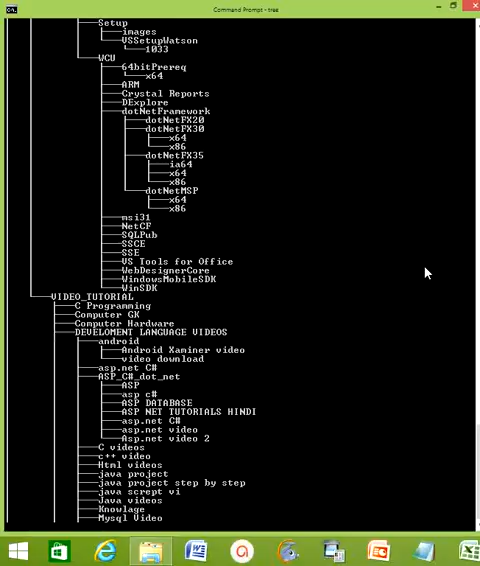 Command Prompt - tree
Setup
images
VSSetupWatson
1033
WCU
64bitPrereq
x64
ARM
Crystal Reports
DExplore
dotNetFramework
dotNetFX20
dotNetFX30
x64
x86
dotNetFX35
ia64
x64
x86
dotNetMSP
x64
x86
msi31
NetCF
SQLPub
SSCE
SSE
VS Tools for Office
WebDesignerCore
WindowsMobileSDK
WinSDK
VIDEO_TUTORIAL
C Programming
Computer GK
Computer Hardware
DEVELOMENT LANGUAGE VIDEOS
android
Android Xaminer video
video download
asp.net C#
ASP_C#_dot_net
ASP
asp c#
ASP DATABASE
ASP NET TUTORIALS HINDI
asp.net C#
asp.net video
Asp.net video 2
C videos
c++ video
Html videos
java project
java project step by step
java scrept vi
Java videos
Knowlage
Mysql Video